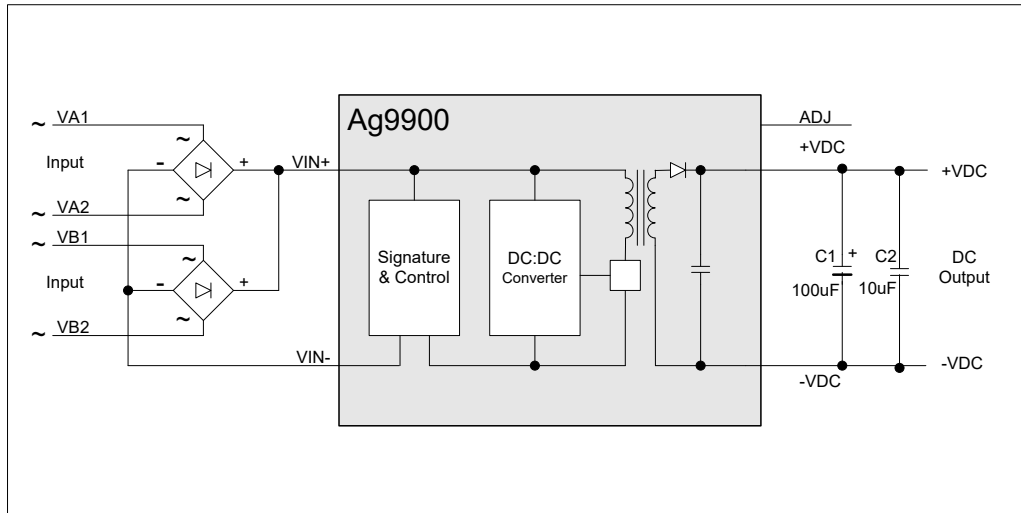 Ag9900
~ VA1
~
Input
- +
~
~ VA2
VIN+
~ VB1
~
Input
- +
~
~ VB2
VIN-
Signature
& Control
DC:DC
Converter
ADJ
+VDC
+VDC
C1 +
100uF
C2
10uF
DC
Output
-VDC
-VDC